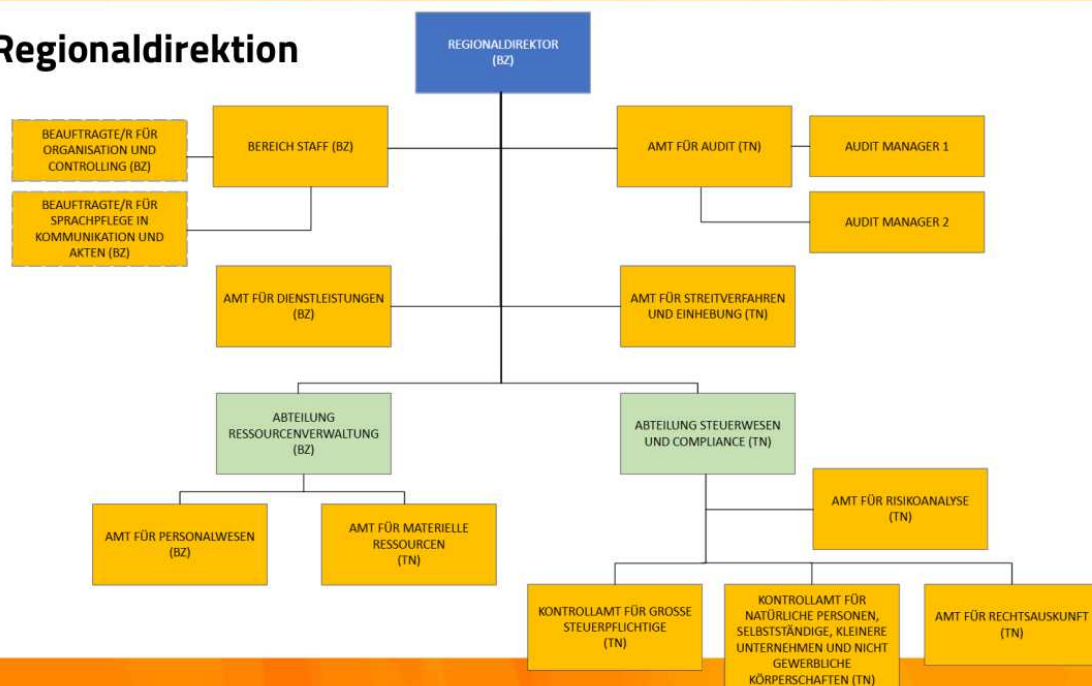 Regionaldirektion
REGIONALDIREKTOR
(BZ)
BEAUFTRAGTE/R FÜR
ORGANISATION UND
CONTROLLING (BZ)
BEREICH STAFF (BZ)
AMT FÜR AUDIT (TN)
AUDIT MANAGER 1
BEAUFTRAGTE/R FÜR
SPRACHPFLEGE IN
KOMMUNIKATION UND
AKTEN (BZ)
AUDIT MANAGER 2
AMT FÜR DIENSTLEISTUNGEN
(BZ)
AMT FÜR STREITVERFAHREN
UND EINHEBUNG (TN)
ABTEILUNG
RESSOURCENVERWALTUNG
(BZ)
ABTEILUNG STEUERWESEN
UND COMPLIANCE (TN)
AMT FÜR RISIKOANALYSE
(TN)
AMT FÜR PERSONALWESEN
(BZ)
AMT FÜR MATERIELLE
RESSOURCEN
(TN)
KONTROLLAMT FÜR GROSSE
STEUERPFLICHTIGE
(TN)
KONTROLLAMT FÜR
NATÜRLICHE PERSONEN,
SELBSTSTÄNDIGE, KLEINERE
UNTERNEHMEN UND NICHT
GEWERBLICHE
KÖRPERSCHAFTEN (TN)
AMT FÜR RECHTSAUSKUNFT
(TN)